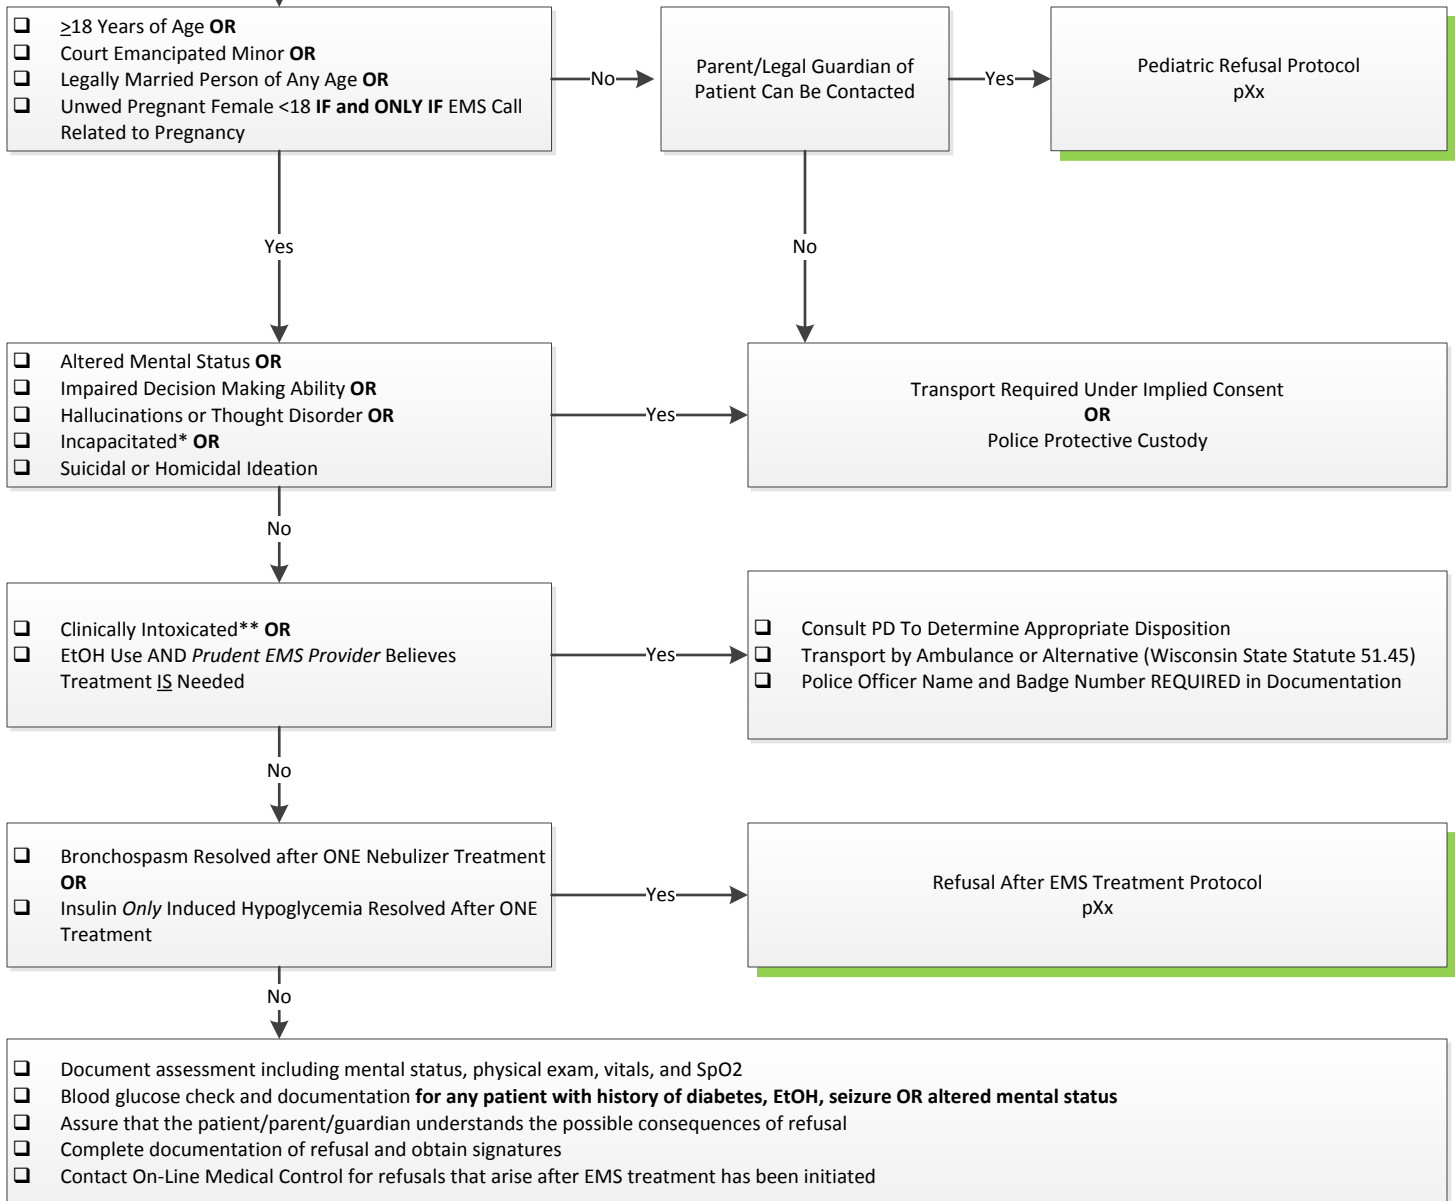 ❑ ≥18 Years of Age OR
❑ Court Emancipated Minor OR
❑ Legally Married Person of Any Age OR
❑ Unwed Pregnant Female <18 IF and ONLY IF EMS Call
Related to Pregnancy
No
Parent/Legal Guardian of
Patient Can Be Contacted
Yes
Pediatric Refusal Protocol
pXx
Yes
No
❑ Altered Mental Status OR
❑ Impaired Decision Making Ability OR
❑ Hallucinations or Thought Disorder OR
❑ Incapacitated* OR
❑ Suicidal or Homicidal Ideation
Yes
Transport Required Under Implied Consent
OR
Police Protective Custody
No
❑ Clinically Intoxicated** OR
❑ EtOH Use AND Prudent EMS Provider Believes
Treatment IS Needed
Yes
❑ Consult PD To Determine Appropriate Disposition
❑ Transport by Ambulance or Alternative (Wisconsin State Statute 51.45)
❑ Police Officer Name and Badge Number REQUIRED in Documentation
No
❑ Bronchospasm Resolved after ONE Nebulizer Treatment
OR
❑ Insulin Only Induced Hypoglycemia Resolved After ONE
Treatment
Yes
Refusal After EMS Treatment Protocol
pXx
No
❑ Document assessment including mental status, physical exam, vitals, and SpO2
❑ Blood glucose check and documentation for any patient with history of diabetes, EtOH, seizure OR altered mental status
❑ Assure that the patient/parent/guardian understands the possible consequences of refusal
❑ Complete documentation of refusal and obtain signatures
❑ Contact On-Line Medical Control for refusals that arise after EMS treatment has been initiated